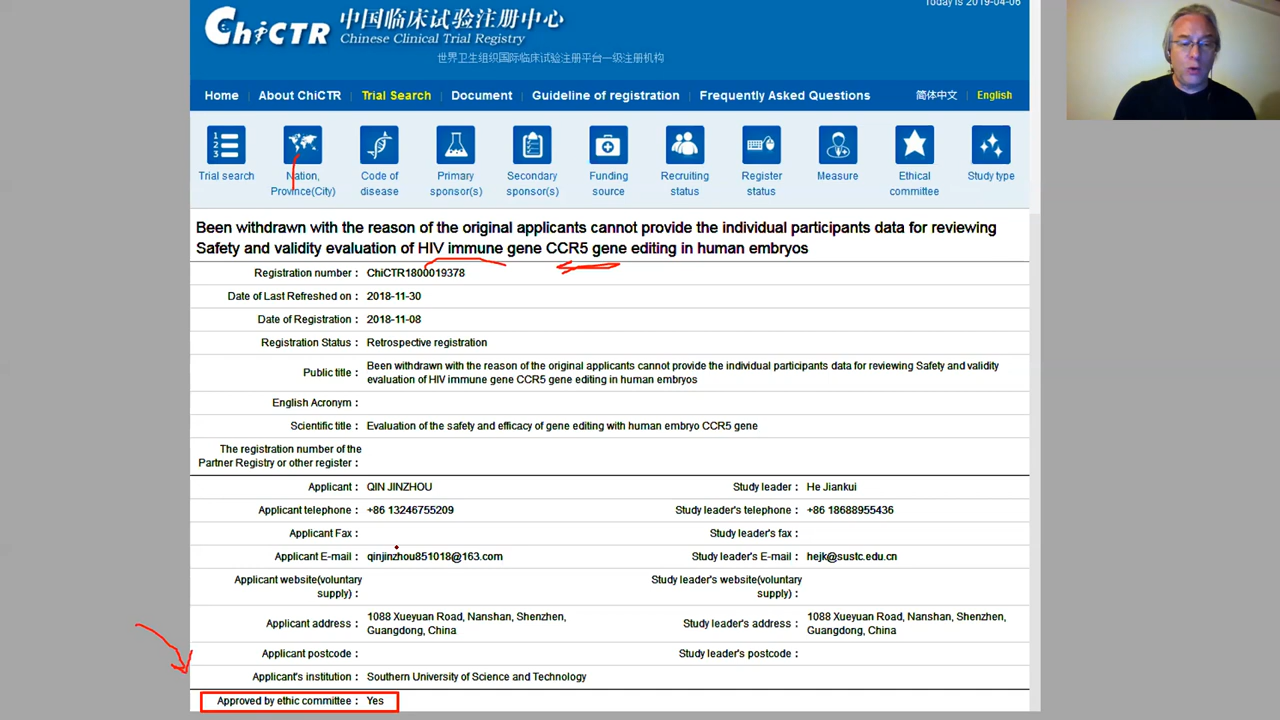 Today is 2019-04-06
ChiCTR 中国临床试验注册中心
Chinese Clinical Trial Registry
世界卫生组织国际临床试验注册平台一级注册机构
Home | About ChiCTR | Trial Search | Document | Guideline of registration | Frequently Asked Questions 简体中文 | English
Trial search Nation, Province(City) Code of disease Primary sponsor(s) Secondary sponsor(s) Funding source Recruiting status Register status Measure Ethical committee Study type
Been withdrawn with the reason of the original applicants cannot provide the individual participants data for reviewing
Safety and validity evaluation of HIV immune gene CCR5 gene editing in human embryos
Registration number： ChiCTR1800019378
Date of Last Refreshed on： 2018-11-30
Date of Registration： 2018-11-08
Registration Status： Retrospective registration
Public title： Been withdrawn with the reason of the original applicants cannot provide the individual participants data for reviewing Safety and validity
evaluation of HIV immune gene CCR5 gene editing in human embryos
English Acronym：
Scientific title： Evaluation of the safety and efficacy of gene editing with human embryo CCR5 gene
The registration number of the
Partner Registry or other register：
Applicant： QIN JINZHOU Study leader： He Jiankui
Applicant telephone： +86 13246755209 Study leader's telephone： +86 18688955436
Applicant Fax： Study leader's fax：
Applicant E-mail： qinjinzhou851018@163.com Study leader's E-mail： hejk@sustc.edu.cn
Applicant website(voluntary Study leader's website(voluntary
supply)： supply)：
Applicant address： 1088 Xueyuan Road, Nanshan, Shenzhen, Study leader's address： 1088 Xueyuan Road, Nanshan, Shenzhen,
Guangdong, China Guangdong, China
Applicant postcode： Study leader's postcode：
Applicant's institution： Southern University of Science and Technology
Approved by ethic committee： Yes